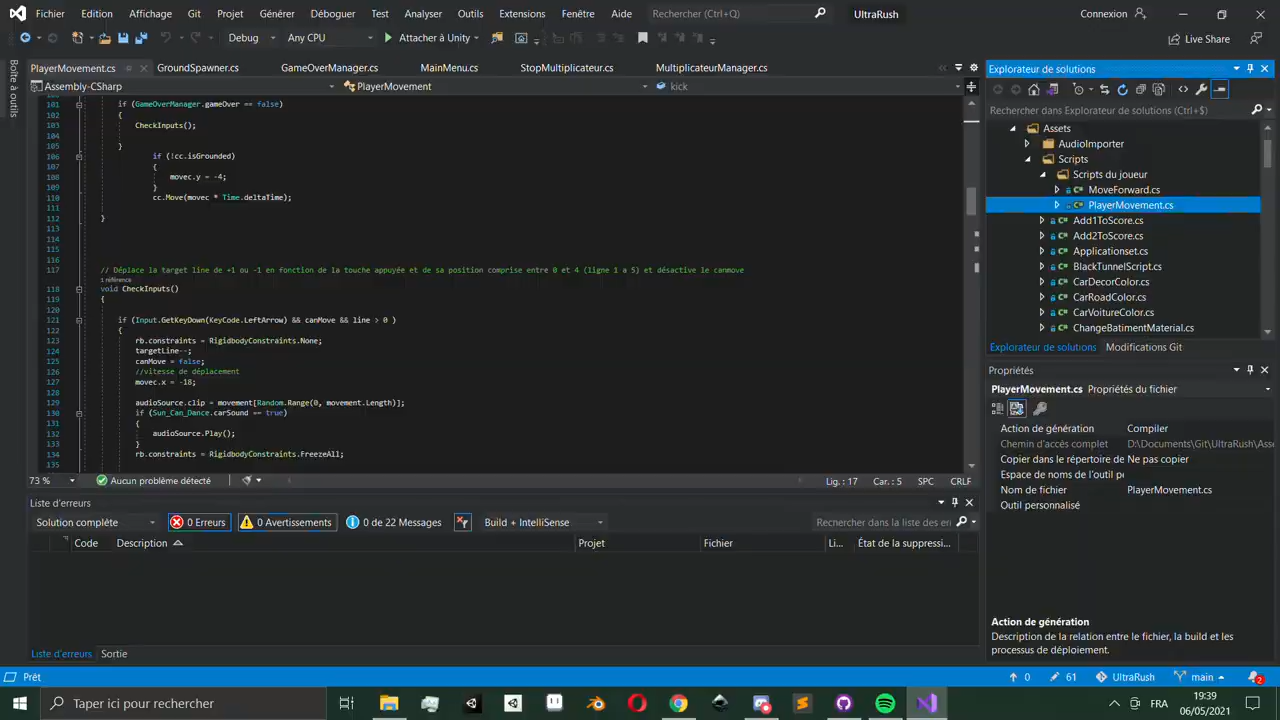 Fichier Edition Affichage Git Projet Générer Déboguer Test Analyser Outils Extensions Fenêtre Aide Rechercher (Ctrl+Q) UltraRush Connexion
Debug Any CPU Attacher à Unity Live Share
Boîte à outils
PlayerMovement.cs GroundSpawner.cs GameOverManager.cs MainMenu.cs StopMultiplicateur.cs MultiplicateurManager.cs
Assembly-CSharp PlayerMovement kick
101 if (GameOverManager.gameOver == false)
102 {
103 CheckInputs();
104
105 }
106 if (!cc.isGrounded)
107 {
108 movec.y = -4;
109 }
110 cc.Move(movec * Time.deltaTime);
111
112 }
113
114
115
116
117 // Déplace la target line de +1 ou -1 en fonction de la touche appuyée et de sa position comprise entre 0 et 4 (ligne 1 a 5) et désactive le canmove
1 référence
118 void CheckInputs()
119 {
120
121 if (Input.GetKeyDown(KeyCode.LeftArrow) && canMove && line > 0 )
122 {
123 rb.constraints = RigidbodyConstraints.None;
124 targetLine--;
125 canMove = false;
126 //vitesse de déplacement
127 movec.x = -18;
128
129 audioSource.clip = movement[Random.Range(0, movement.Length)];
130 if (Sun_Can_Dance.carSound == true)
131 {
132 audioSource.Play();
133 }
134 rb.constraints = RigidbodyConstraints.FreezeAll;
135
73 % Aucun problème détecté Lig. : 17 Car. : 5 SPC CRLF
Liste d'erreurs
Solution complète 0 Erreurs 0 Avertissements 0 de 22 Messages Build + IntelliSense Rechercher dans la liste des en
Code Description Projet Fichier Li... État de la suppressi...
Liste d'erreurs Sortie
Explorateur de solutions
Rechercher dans Explorateur de solutions (Ctrl+$)
Assets
AudioImporter
Scripts
Scripts du joueur
MoveForward.cs
PlayerMovement.cs
Add1ToScore.cs
Add2ToScore.cs
Applicationset.cs
BlackTunnelScript.cs
CarDecorColor.cs
CarRoadColor.cs
CarVoitureColor.cs
ChangeBatimentMaterial.cs
Explorateur de solutions Modifications Git
Propriétés
PlayerMovement.cs Propriétés du fichier
Action de génération Compiler
Chemin d'accès complet D:\Documents\Git\UltraRush\Asse
Copier dans le répertoire de Ne pas copier
Espace de noms de l'outil pe
Nom de fichier PlayerMovement.cs
Outil personnalisé
Action de génération
Description de la relation entre le fichier, la build et les
processus de déploiement.
Prêt 0 61 UltraRush main 2
Taper ici pour rechercher FRA 19:39
06/05/2021